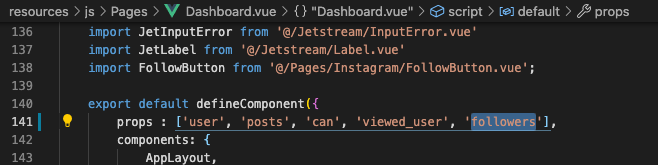 resources > js > Pages > Dashboard.vue > {} "Dashboard.vue" > script > default > props
136 import JetInputError from '@/Jetstream/InputError.vue'
137 import JetLabel from '@/Jetstream/Label.vue'
138 import FollowButton from '@/Pages/Instagram/FollowButton.vue';
139
140 export default defineComponent({
141 props : ['user', 'posts', 'can', 'viewed_user', 'followers'],
142 components: {
143 AppLayout,